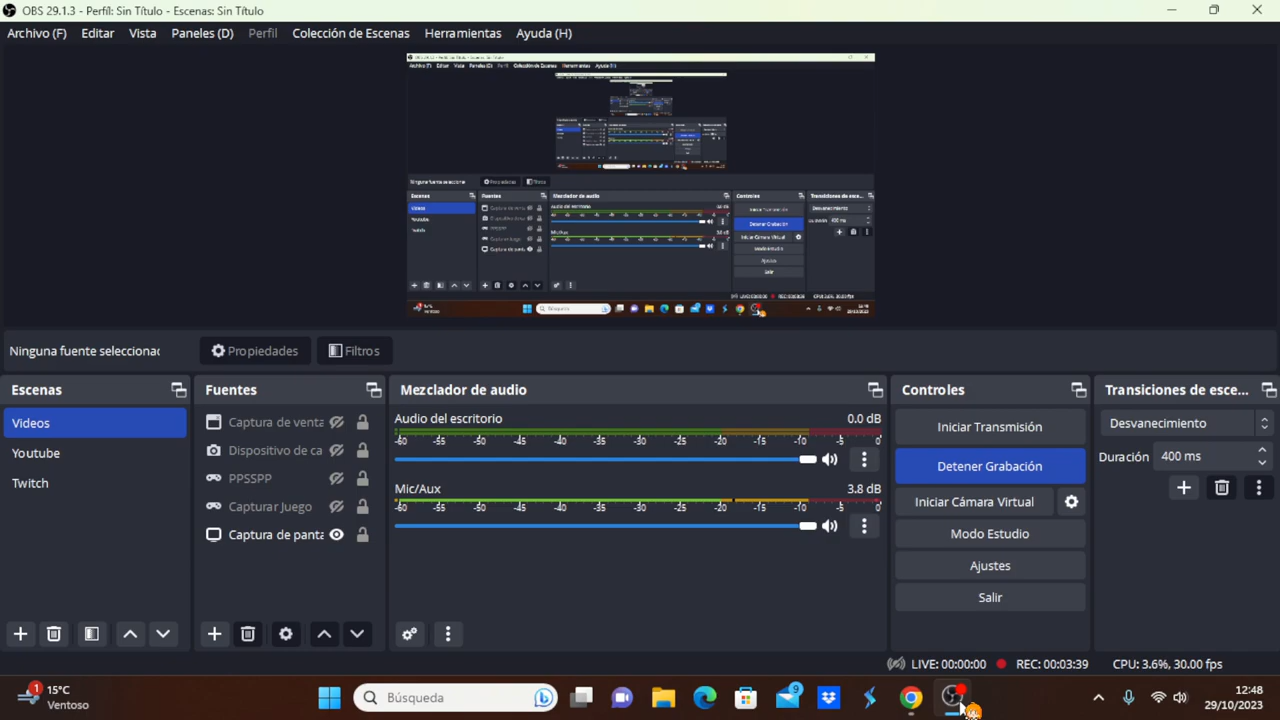 OBS 29.1.3 - Perfil: Sin Título - Escenas: Sin Título
Archivo (F) Editar Vista Paneles (D) Perfil Colección de Escenas Herramientas Ayuda (H)
Ninguna fuente seleccionac Propiedades Filtros
Escenas
Videos
Youtube
Twitch
Fuentes
Captura de venta
Dispositivo de ca
PPSSPP
Capturar Juego
Captura de panta
Mezclador de audio
Audio del escritorio 0.0 dB
-60 -55 -50 -45 -40 -35 -30 -25 -20 -15 -10 -5 0
Mic/Aux 3.8 dB
-60 -55 -50 -45 -40 -35 -30 -25 -20 -15 -10 -5 0
Controles
Iniciar Transmisión
Detener Grabación
Iniciar Cámara Virtual
Modo Estudio
Ajustes
Salir
Transiciones de esce...
Desvanecimiento
Duración 400 ms
LIVE: 00:00:00 REC: 00:03:39 CPU: 3.6%, 30.00 fps
1 15°C
Ventoso
Búsqueda
9
12:48
29/10/2023